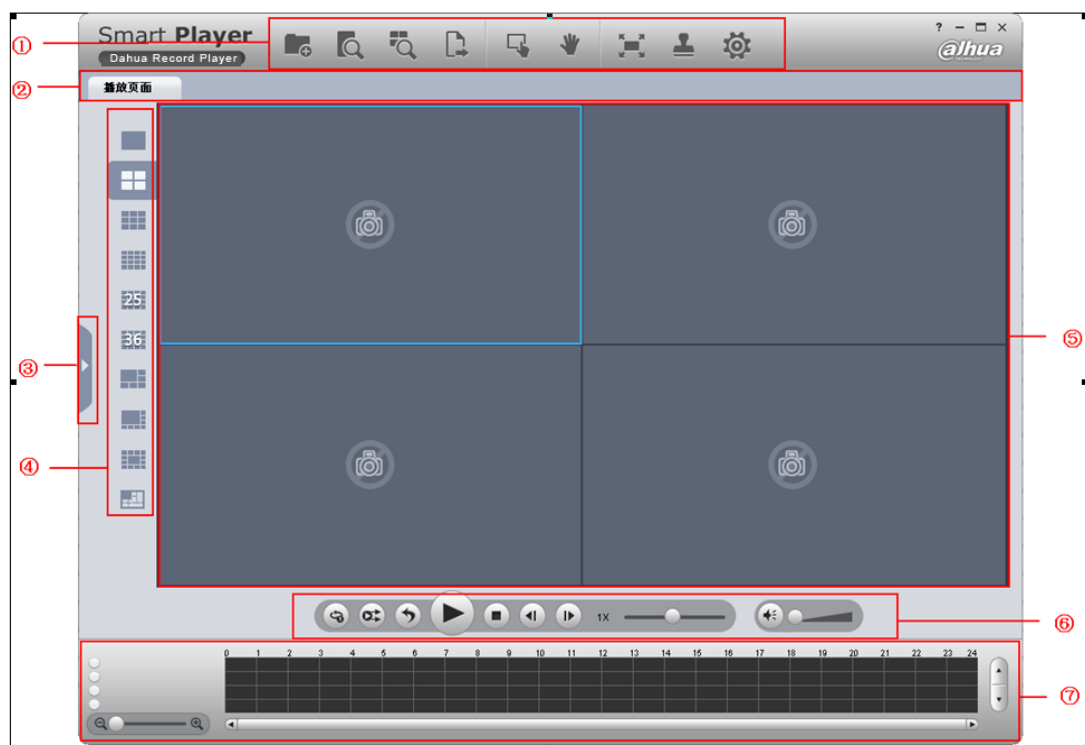 Smart Player
Dahua Record Player
? 
alhua
TECHNOLOGY
①
②
播放页面
25
36
③
④
⑤
1X
⑥
0 1 2 3 4 5 6 7 8 9 10 11 12 13 14 15 16 17 18 19 20 21 22 23 24
⑦